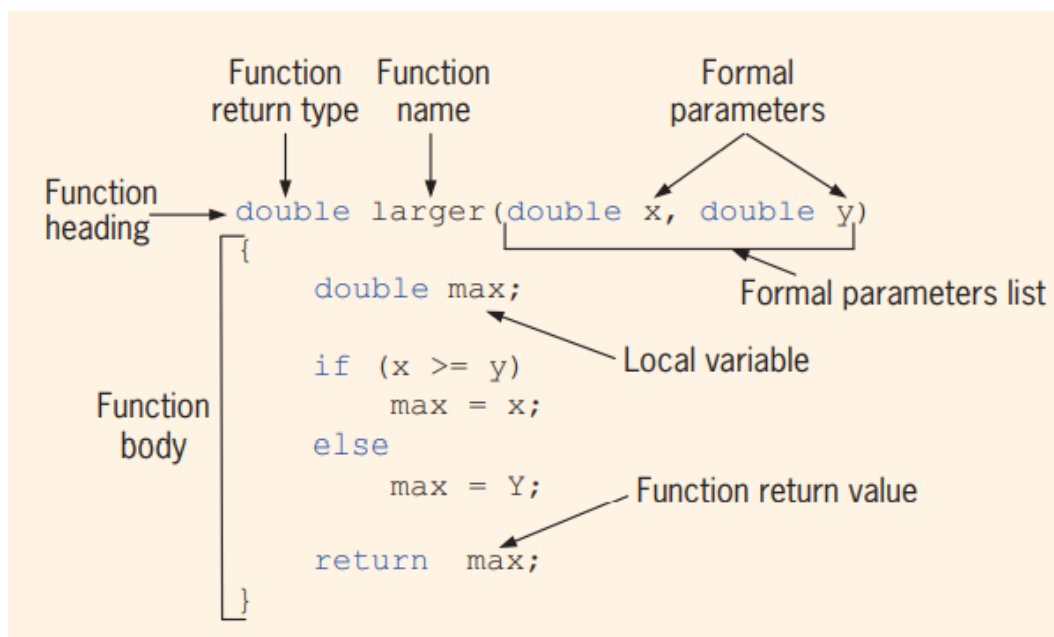 Function return type
Function name
Formal parameters
Function heading
double larger(double x, double y)
{
Formal parameters list
double max;
Local variable
if (x >= y)
max = x;
Function body
else
max = Y;
Function return value
return max;
}